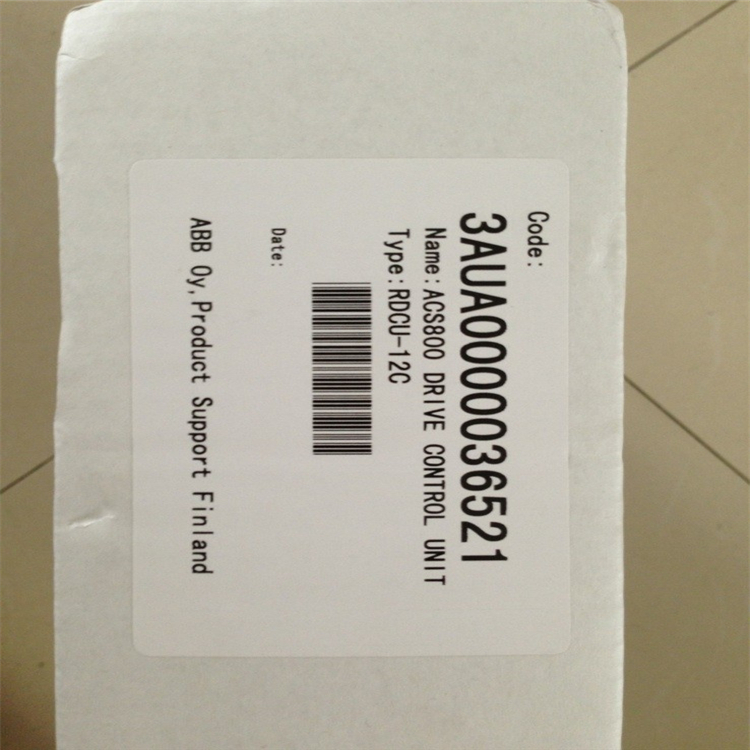 Code:
3AUA0000036521
Name:ACS800 DRIVE CONTROL UNIT
Type:RDCU-12C
Date:
ABB Oy,Product Support Finland